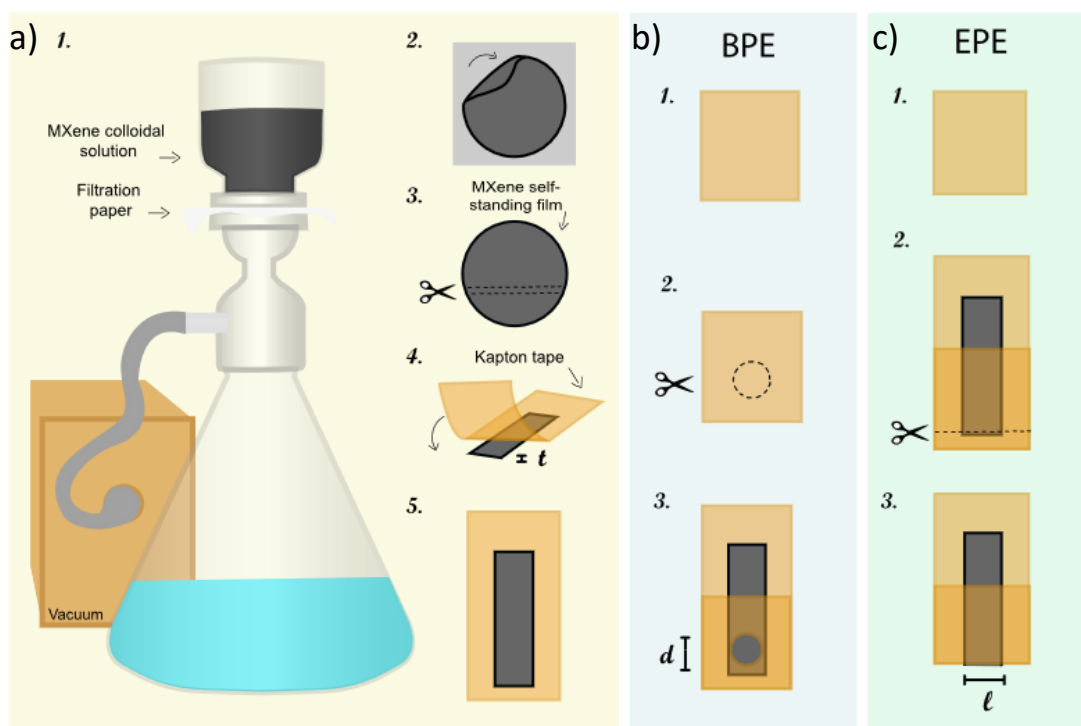 a)
1.
MXene colloidal
solution
Filtration
paper
Vacuum
2.
3.
MXene self-
standing film
4.
Kapton tape
t
5.
b)
BPE
1.
2.
3.
d
c)
EPE
1.
2.
3.
ℓ